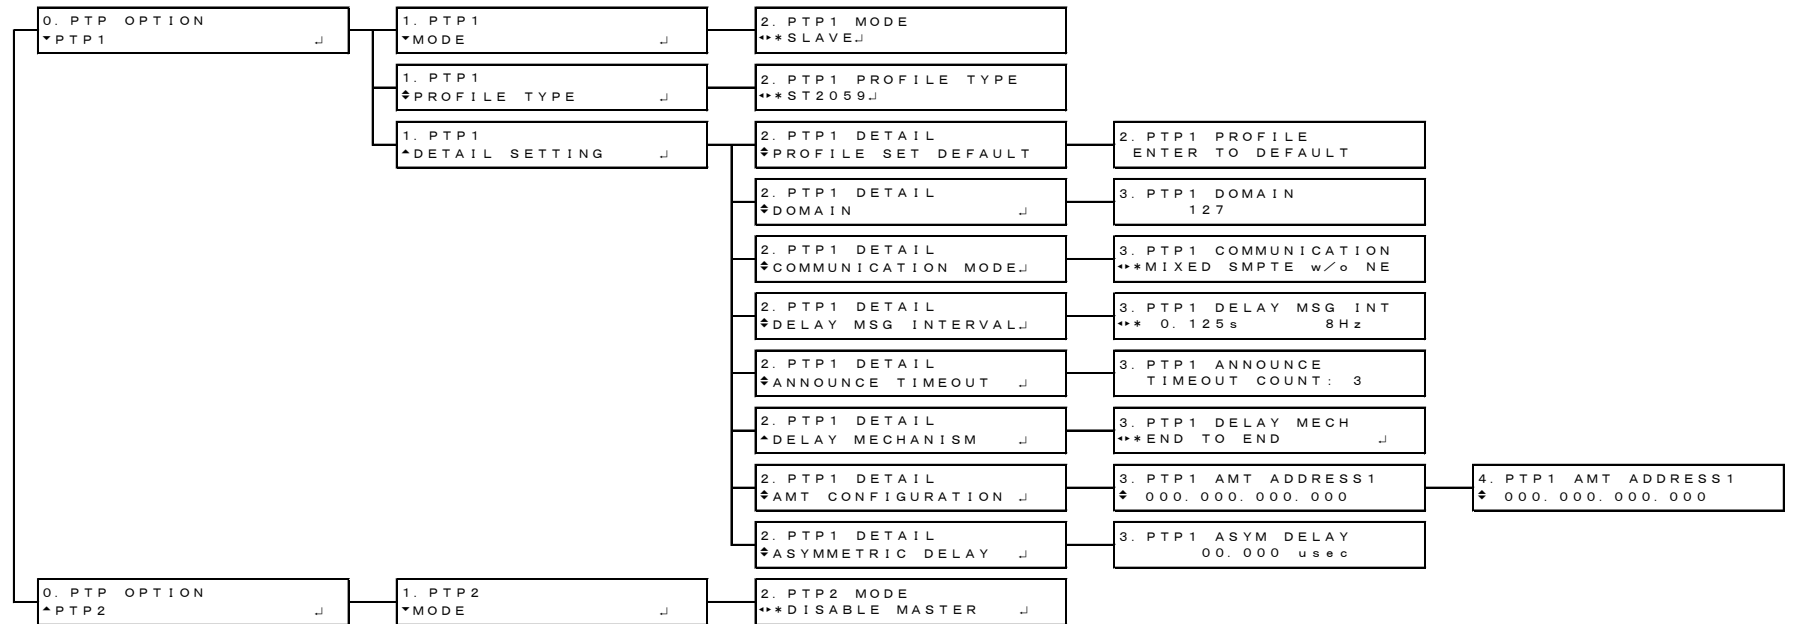 0. PTP OPTION
PTP1 ↵
1. PTP1
MODE ↵
2. PTP1 MODE
*SLAVE↵
1. PTP1
PROFILE TYPE ↵
2. PTP1 PROFILE TYPE
*ST2059↵
1. PTP1
DETAIL SETTING ↵
2. PTP1 DETAIL
PROFILE SET DEFAULT
2. PTP1 PROFILE
ENTER TO DEFAULT
2. PTP1 DETAIL
DOMAIN ↵
3. PTP1 DOMAIN
127
2. PTP1 DETAIL
COMMUNICATION MODE↵
3. PTP1 COMMUNICATION
*MIXED SMPTE w/o NE
2. PTP1 DETAIL
DELAY MSG INTERVAL↵
3. PTP1 DELAY MSG INT
* 0.125s 8Hz
2. PTP1 DETAIL
ANNOUNCE TIMEOUT ↵
3. PTP1 ANNOUNCE
TIMEOUT COUNT: 3
2. PTP1 DETAIL
DELAY MECHANISM ↵
3. PTP1 DELAY MECH
*END TO END ↵
2. PTP1 DETAIL
AMT CONFIGURATION ↵
3. PTP1 AMT ADDRESS1
000.000.000.000
4. PTP1 AMT ADDRESS1
000.000.000.000
2. PTP1 DETAIL
ASYMMETRIC DELAY ↵
3. PTP1 ASYM DELAY
00.000 usec
0. PTP OPTION
PTP2 ↵
1. PTP2
MODE ↵
2. PTP2 MODE
*DISABLE MASTER ↵